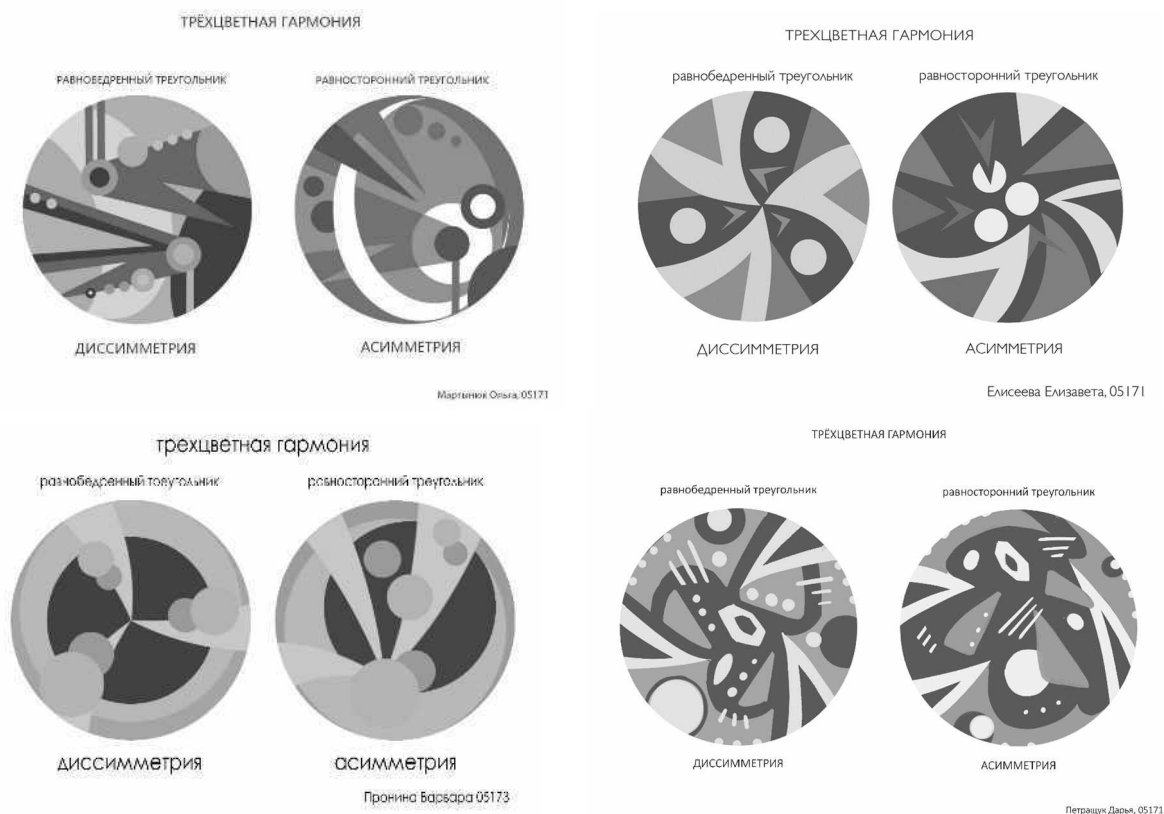 ТРЁХЦВЕТНАЯ ГАРМОНИЯ
РАВНОБЕДРЕННЫЙ ТРЕУГОЛЬНИК
РАВНОСТОРОННИЙ ТРЕУГОЛЬНИК
ДИССИММЕТРИЯ
АСИММЕТРИЯ
Мартынюк Ольга, 05171
ТРЕХЦВЕТНАЯ ГАРМОНИЯ
равнобедренный треугольник
равносторонний треугольник
ДИССИММЕТРИЯ
АСИММЕТРИЯ
Елисеева Елизавета, 05171
трехцветная гармония
равнобедренный треугольник
равносторонний треугольник
диссимметрия
асимметрия
Пронина Варвара 05173
ТРЁХЦВЕТНАЯ ГАРМОНИЯ
равнобедренный треугольник
равносторонний треугольник
ДИССИММЕТРИЯ
АСИММЕТРИЯ
Петращук Дарья, 05171